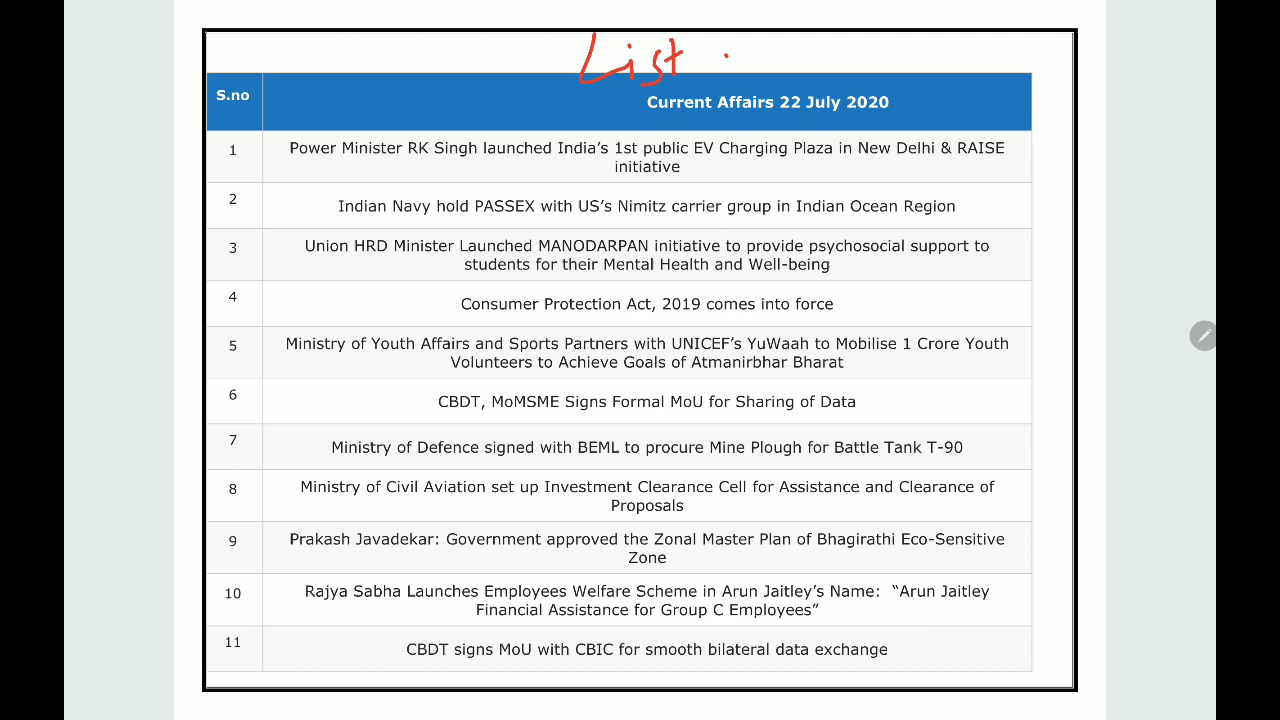 List .
S.no
Current Affairs 22 July 2020
1
Power Minister RK Singh launched India’s 1st public EV Charging Plaza in New Delhi & RAISE
initiative
2
Indian Navy hold PASSEX with US’s Nimitz carrier group in Indian Ocean Region
3
Union HRD Minister Launched MANODARPAN initiative to provide psychosocial support to
students for their Mental Health and Well-being
4
Consumer Protection Act, 2019 comes into force
5
Ministry of Youth Affairs and Sports Partners with UNICEF’s YuWaah to Mobilise 1 Crore Youth
Volunteers to Achieve Goals of Atmanirbhar Bharat
6
CBDT, MoMSME Signs Formal MoU for Sharing of Data
7
Ministry of Defence signed with BEML to procure Mine Plough for Battle Tank T-90
8
Ministry of Civil Aviation set up Investment Clearance Cell for Assistance and Clearance of
Proposals
9
Prakash Javadekar: Government approved the Zonal Master Plan of Bhagirathi Eco-Sensitive
Zone
10
Rajya Sabha Launches Employees Welfare Scheme in Arun Jaitley’s Name: “Arun Jaitley
Financial Assistance for Group C Employees”
11
CBDT signs MoU with CBIC for smooth bilateral data exchange